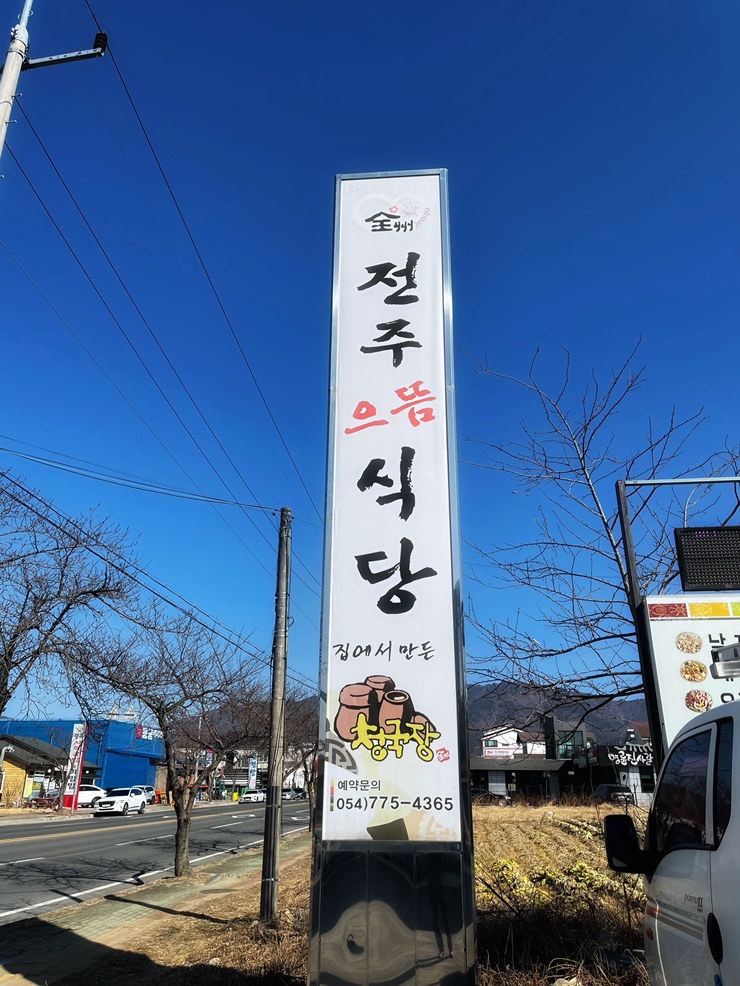 全州
전주
으뜸
식당
집에서 만든
청국장
예약문의
054)775-4365